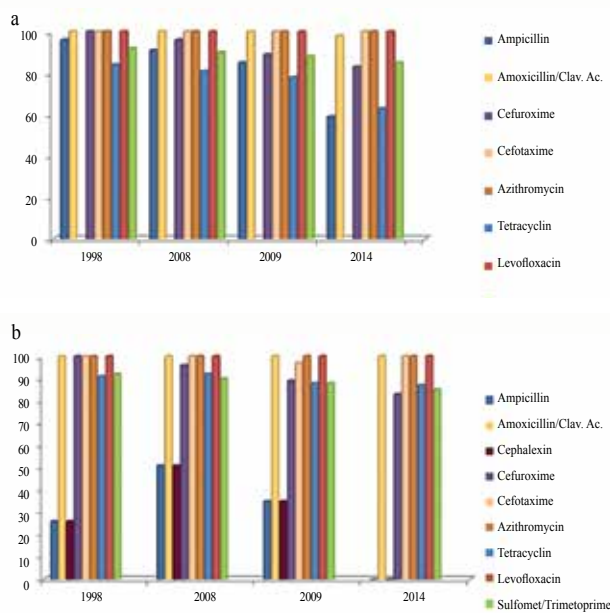 a
100
80
60
40
20
0
1998
2008
2009
2014
Ampicillin
Amoxicillin/Clav. Ac.
Cefuroxime
Cefotaxime
Azithromycin
Tetracyclin
Levofloxacin
b
100
90
80
70
60
50
40
30
20
10
0
1998
2008
2009
2014
Ampicillin
Amoxicillin/Clav. Ac.
Cephalexin
Cefuroxime
Cefotaxime
Azithromycin
Tetracyclin
Levofloxacin
Sulfomet/Trimetoprime